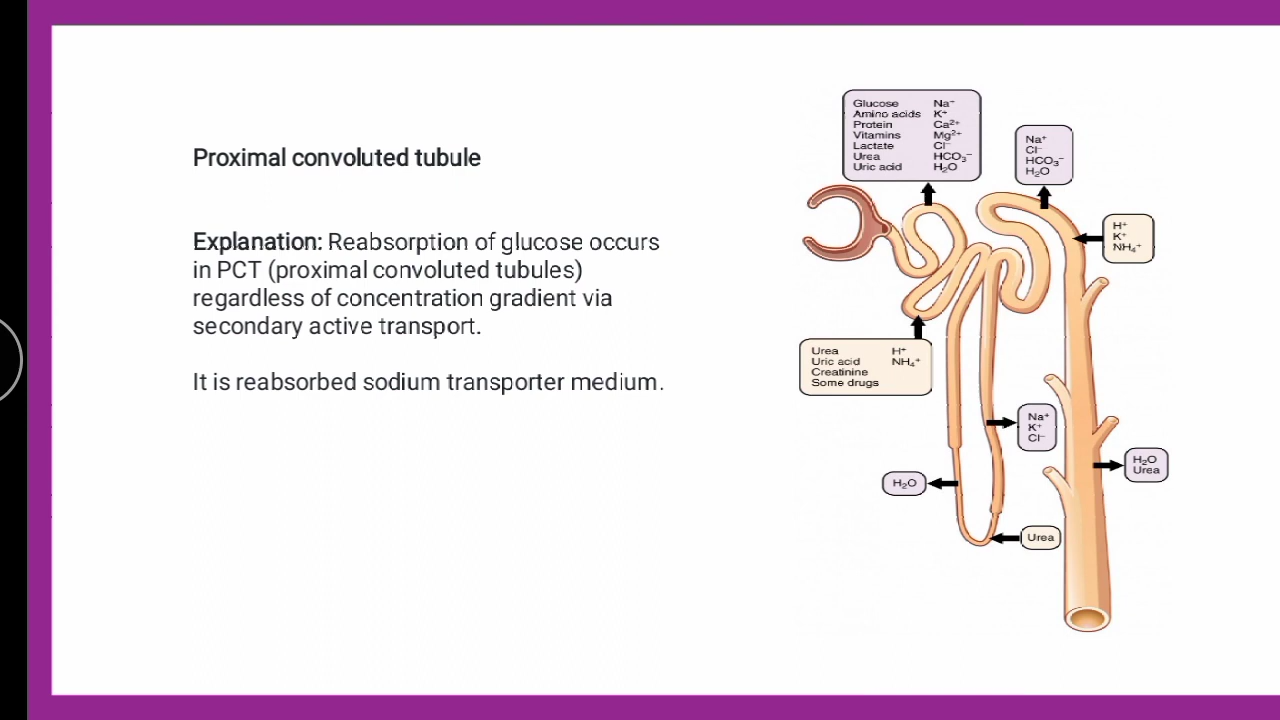 Proximal convoluted tubule
Explanation: Reabsorption of glucose occurs
in PCT (proximal convoluted tubules)
regardless of concentration gradient via
secondary active transport.
It is reabsorbed sodium transporter medium.
Glucose Na⁺
Amino acids K⁺
Protein Ca²⁺
Vitamins Mg²⁺
Lactate Cl⁻
Urea HCO₃⁻
Uric acid H₂O
Na⁺
Cl⁻
HCO₃⁻
H₂O
H⁺
K⁺
NH₄⁺
Urea H⁺
Uric acid NH₄⁺
Creatinine
Some drugs
Na⁺
K⁺
Cl⁻
H₂O
Urea
H₂O
Urea